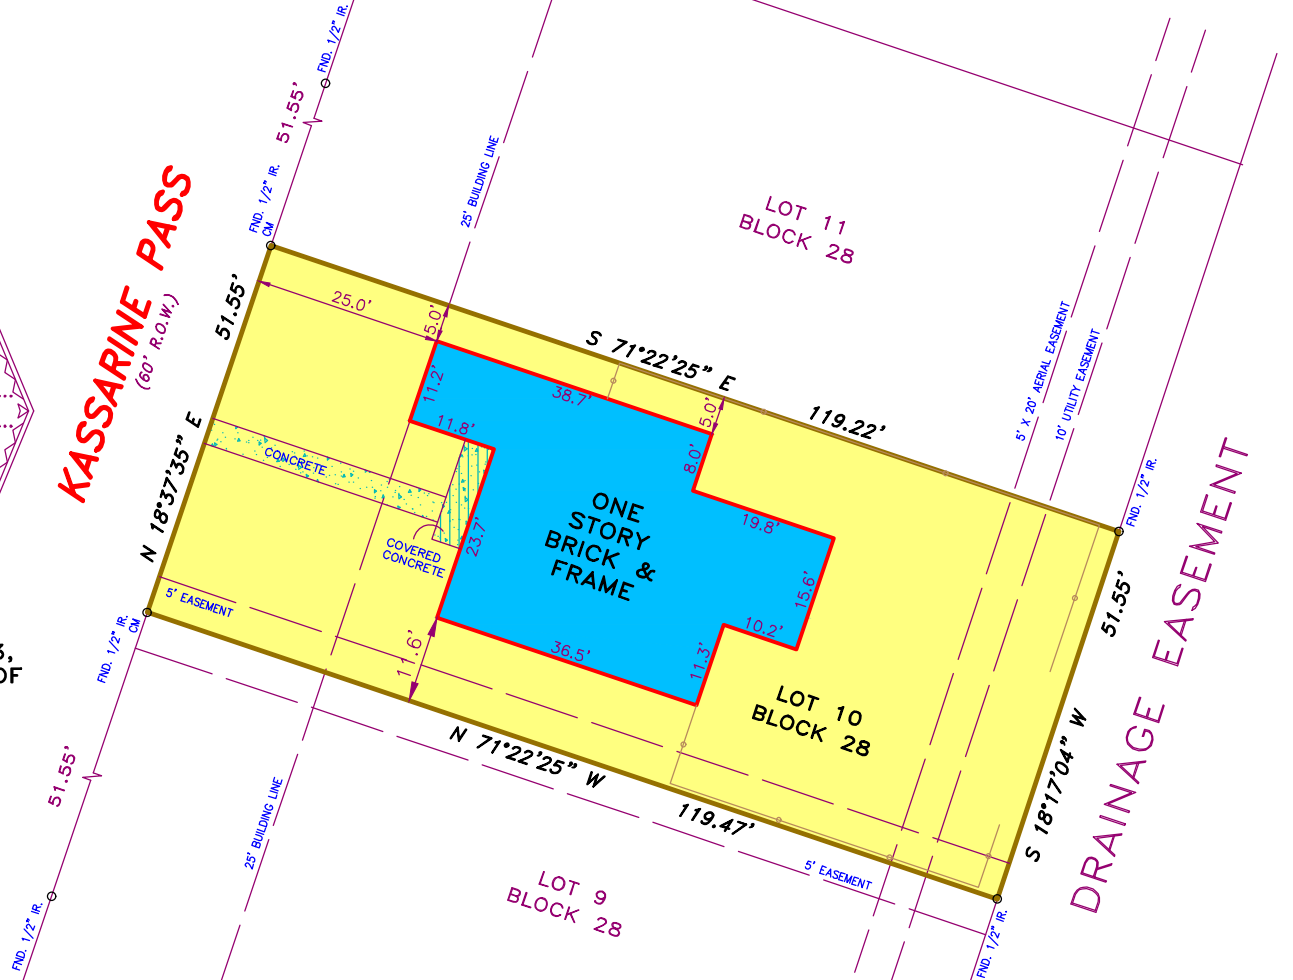 FND. 1/2" IR.
51.55'
FND. 1/2" IR.
CM
KASSARINE PASS
(60' R.O.W.)
25' BUILDING LINE
LOT 11
BLOCK 28
5' X 20' AERIAL EASEMENT
10' UTILITY EASEMENT
51.55'
N 18°37'35" E
25.0'
5.0'
S 71°22'25" E
119.22'
11.2'
38.7'
5.0'
11.8'
8.0'
19.8'
CONCRETE
COVERED
CONCRETE
23.7'
ONE
STORY
BRICK &
FRAME
15.6'
10.2'
11.3'
36.5'
11.6'
5' EASEMENT
LOT 10
BLOCK 28
FND. 1/2" IR.
51.55'
S 18°17'04" W
DRAINAGE EASEMENT
FND. 1/2" IR.
CM
OF
N 71°22'25" W
119.47'
51.55'
25' BUILDING LINE
5' EASEMENT
LOT 9
BLOCK 28
FND. 1/2" IR.
FND. 1/2" IR.